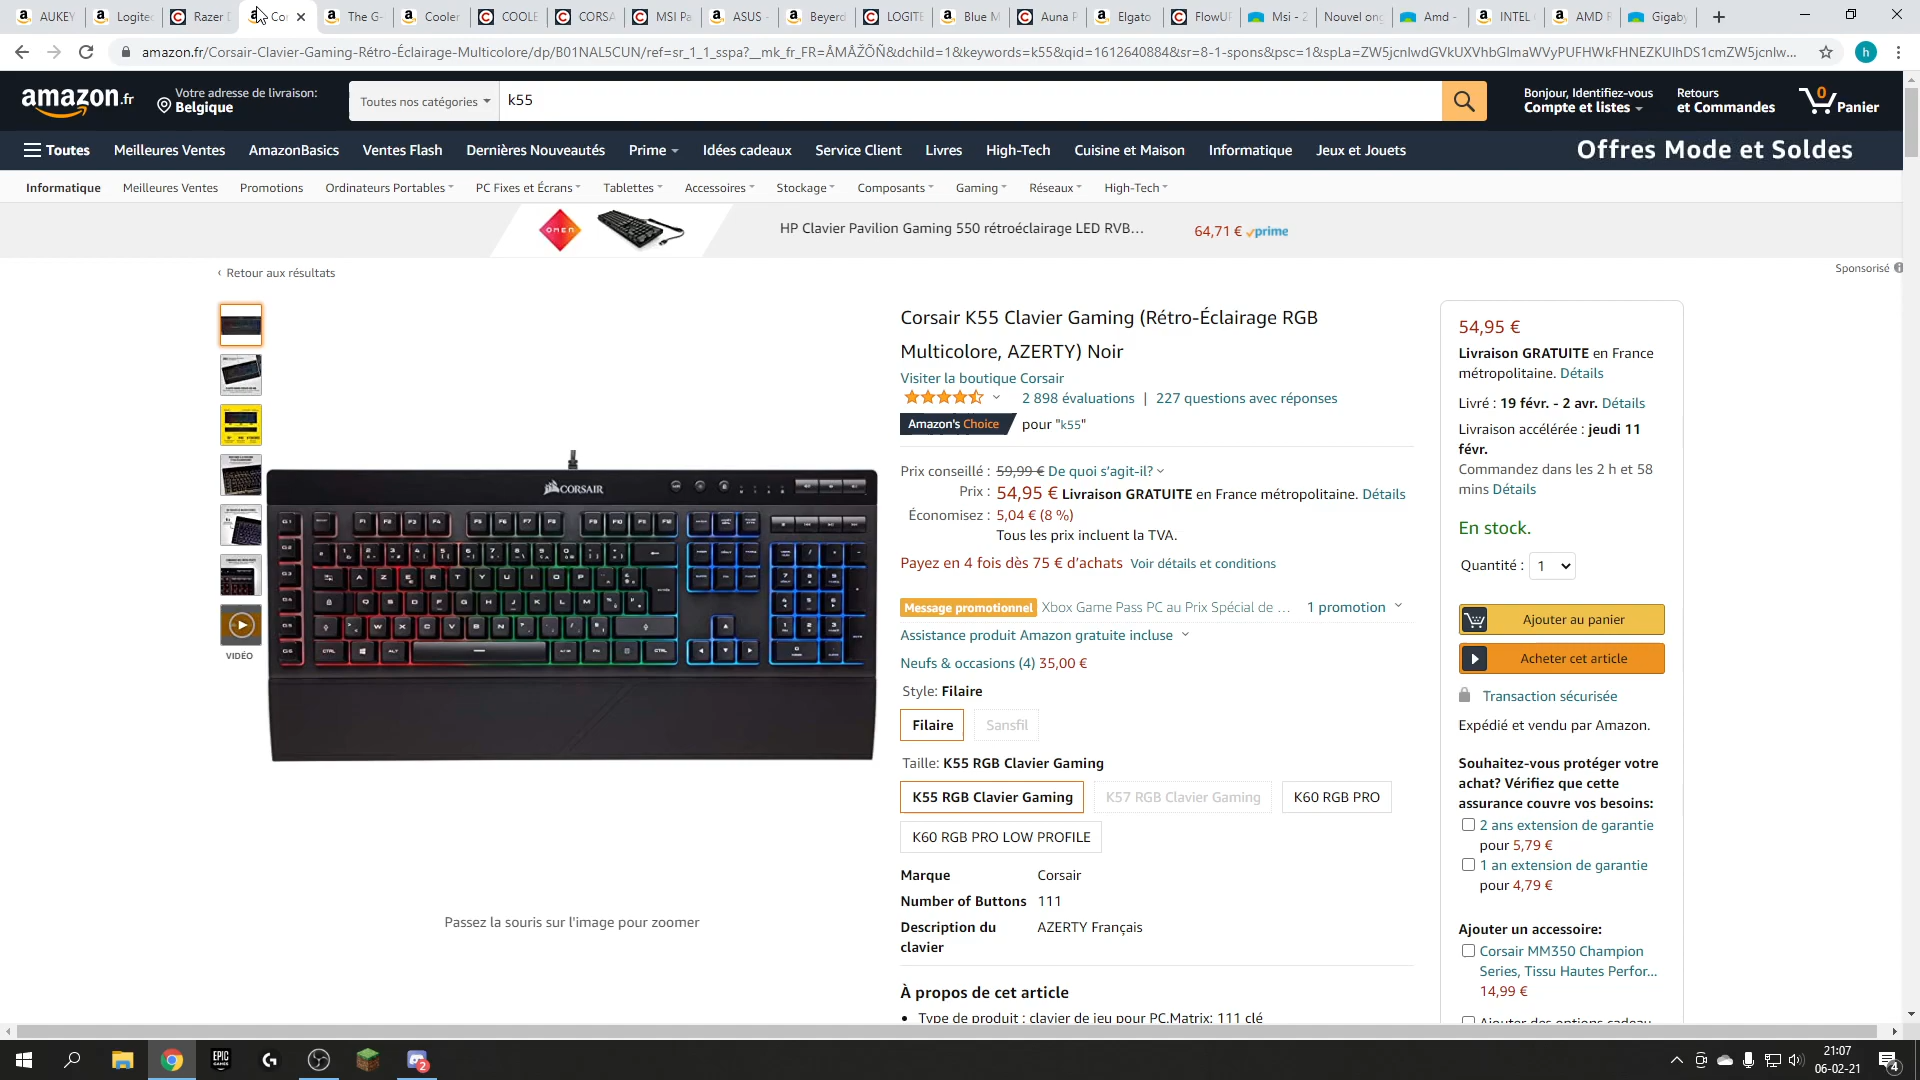 AUKEY
Logitec
Razer D
Cor
The G-
Cooler
COOLE
CORSA
MSI Pa
ASUS -
Beyerd
LOGITE
Blue M
Auna P
Elgato
FlowUP
Msi - 2
Nouvel ong
Amd -
INTEL
AMD R
Gigaby
amazon.fr/Corsair-Clavier-Gaming-Rétro-Éclairage-Multicolore/dp/B01NAL5CUN/ref=sr_1_1_sspa?__mk_fr_FR=ÅMÅŽÕÑ&dchild=1&keywords=k55&qid=1612640884&sr=8-1-spons&psc=1&spLa=ZW5jcnlwdGVkUXVhbGlmaWVyPUFHWkFHNEZKUlhDS1cmZW5jcnlw...
h
amazon.fr
Votre adresse de livraison:
Belgique
Toutes nos catégories
k55
Bonjour, Identifiez-vous
Compte et listes
Retours
et Commandes
0
Panier
Toutes
Meilleures Ventes
AmazonBasics
Ventes Flash
Dernières Nouveautés
Prime
Idées cadeaux
Service Client
Livres
High-Tech
Cuisine et Maison
Informatique
Jeux et Jouets
Offres Mode et Soldes
Informatique
Meilleures Ventes
Promotions
Ordinateurs Portables
PC Fixes et Écrans
Tablettes
Accessoires
Stockage
Composants
Gaming
Réseaux
High-Tech
OMEN
HP Clavier Pavilion Gaming 550 rétroéclairage LED RVB...
64,71 € prime
‹ Retour aux résultats
Sponsorisé
VIDÉO
CORSAIR
Passez la souris sur l'image pour zoomer
Corsair K55 Clavier Gaming (Rétro-Éclairage RGB
Multicolore, AZERTY) Noir
Visiter la boutique Corsair
2 898 évaluations | 227 questions avec réponses
Amazon's Choice pour "k55"
Prix conseillé : 59,99 € De quoi s'agit-il?
Prix : 54,95 € Livraison GRATUITE en France métropolitaine. Détails
Économisez : 5,04 € (8 %)
Tous les prix incluent la TVA.
Payez en 4 fois dès 75 € d'achats Voir détails et conditions
Message promotionnel Xbox Game Pass PC au Prix Spécial de ... 1 promotion
Assistance produit Amazon gratuite incluse
Neufs & occasions (4) 35,00 €
Style: Filaire
Filaire
Sansfil
Taille: K55 RGB Clavier Gaming
K55 RGB Clavier Gaming
K57 RGB Clavier Gaming
K60 RGB PRO
K60 RGB PRO LOW PROFILE
Marque Corsair
Number of Buttons 111
Description du AZERTY Français
clavier
À propos de cet article
• Type de produit : clavier de jeu pour PC.Matrix: 111 clé
54,95 €
Livraison GRATUITE en France
métropolitaine. Détails
Livré : 19 févr. - 2 avr. Détails
Livraison accélérée : jeudi 11
févr.
Commandez dans les 2 h et 58
mins Détails
En stock.
Quantité : 1
Ajouter au panier
Acheter cet article
Transaction sécurisée
Expédié et vendu par Amazon.
Souhaitez-vous protéger votre
achat? Vérifiez que cette
assurance couvre vos besoins:
2 ans extension de garantie
pour 5,79 €
1 an extension de garantie
pour 4,79 €
Ajouter un accessoire:
Corsair MM350 Champion
Series, Tissu Hautes Perfor...
14,99 €
Ajouter des options cadeau
EPIC
GAMES
2
21:07
06-02-21
4